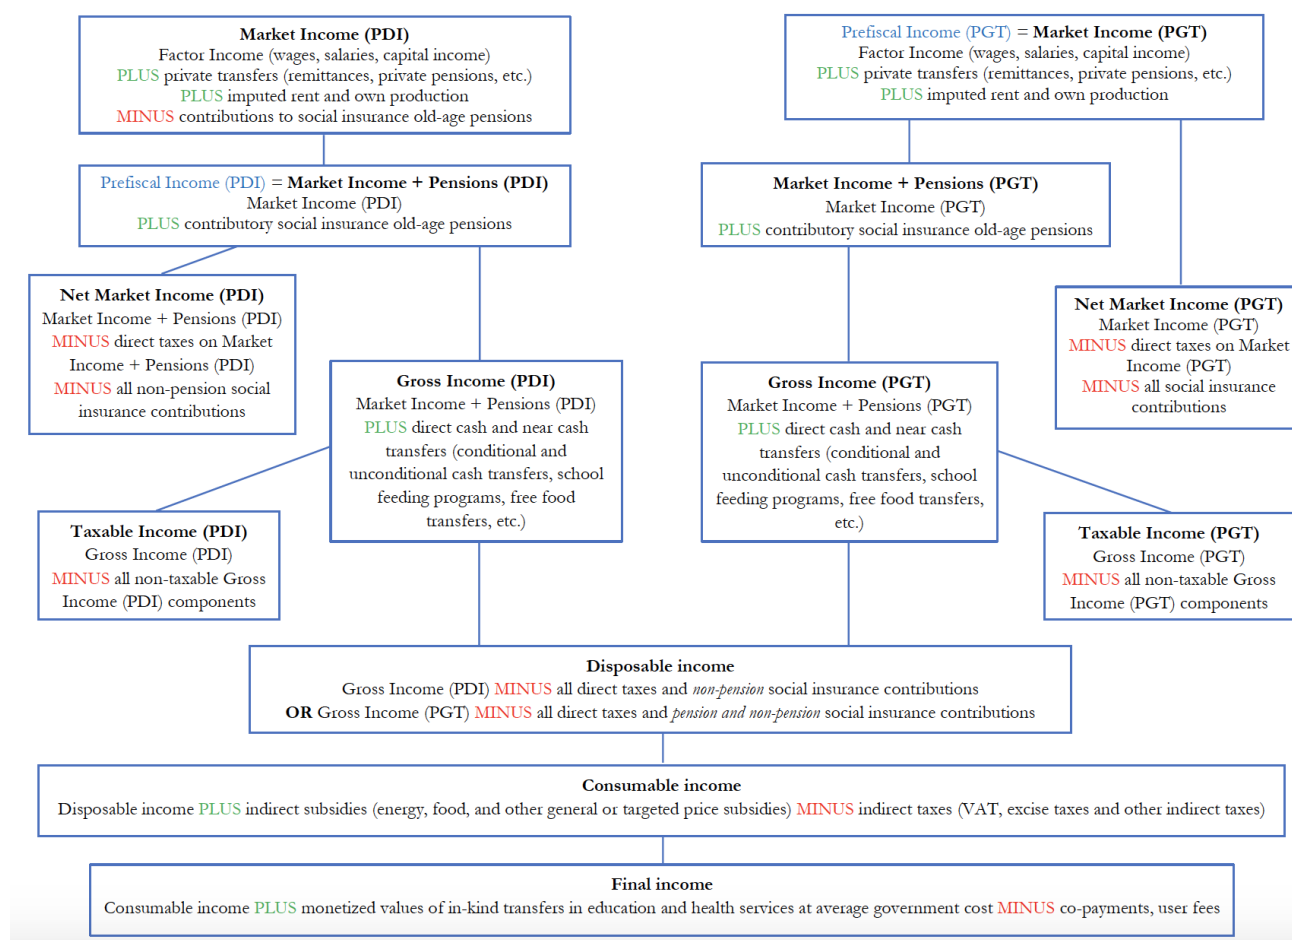 Market Income (PDI)
Factor Income (wages, salaries, capital income)
PLUS private transfers (remittances, private pensions, etc.)
PLUS imputed rent and own production
MINUS contributions to social insurance old-age pensions
Prefiscal Income (PGT) = Market Income (PGT)
Factor Income (wages, salaries, capital income)
PLUS private transfers (remittances, private pensions, etc.)
PLUS imputed rent and own production
Prefiscal Income (PDI) = Market Income + Pensions (PDI)
Market Income (PDI)
PLUS contributory social insurance old-age pensions
Market Income + Pensions (PGT)
Market Income (PGT)
PLUS contributory social insurance old-age pensions
Net Market Income (PDI)
Market Income + Pensions (PDI)
MINUS direct taxes on Market
Income + Pensions (PDI)
MINUS all non-pension social
insurance contributions
Net Market Income (PGT)
Market Income (PGT)
MINUS direct taxes on Market
Income (PGT)
MINUS all social insurance
contributions
Gross Income (PDI)
Market Income + Pensions (PDI)
PLUS direct cash and near cash
transfers (conditional and
unconditional cash transfers, school
feeding programs, free food
transfers, etc.)
Gross Income (PGT)
Market Income + Pensions (PGT)
PLUS direct cash and near cash
transfers (conditional and
unconditional cash transfers, school
feeding programs, free food transfers,
etc.)
Taxable Income (PDI)
Gross Income (PDI)
MINUS all non-taxable Gross
Income (PDI) components
Taxable Income (PGT)
Gross Income (PGT)
MINUS all non-taxable Gross
Income (PGT) components
Disposable income
Gross Income (PDI) MINUS all direct taxes and non-pension social insurance contributions
OR Gross Income (PGT) MINUS all direct taxes and pension and non-pension social insurance contributions
Consumable income
Disposable income PLUS indirect subsidies (energy, food, and other general or targeted price subsidies) MINUS indirect taxes (VAT, excise taxes and other indirect taxes)
Final income
Consumable income PLUS monetized values of in-kind transfers in education and health services at average government cost MINUS co-payments, user fees